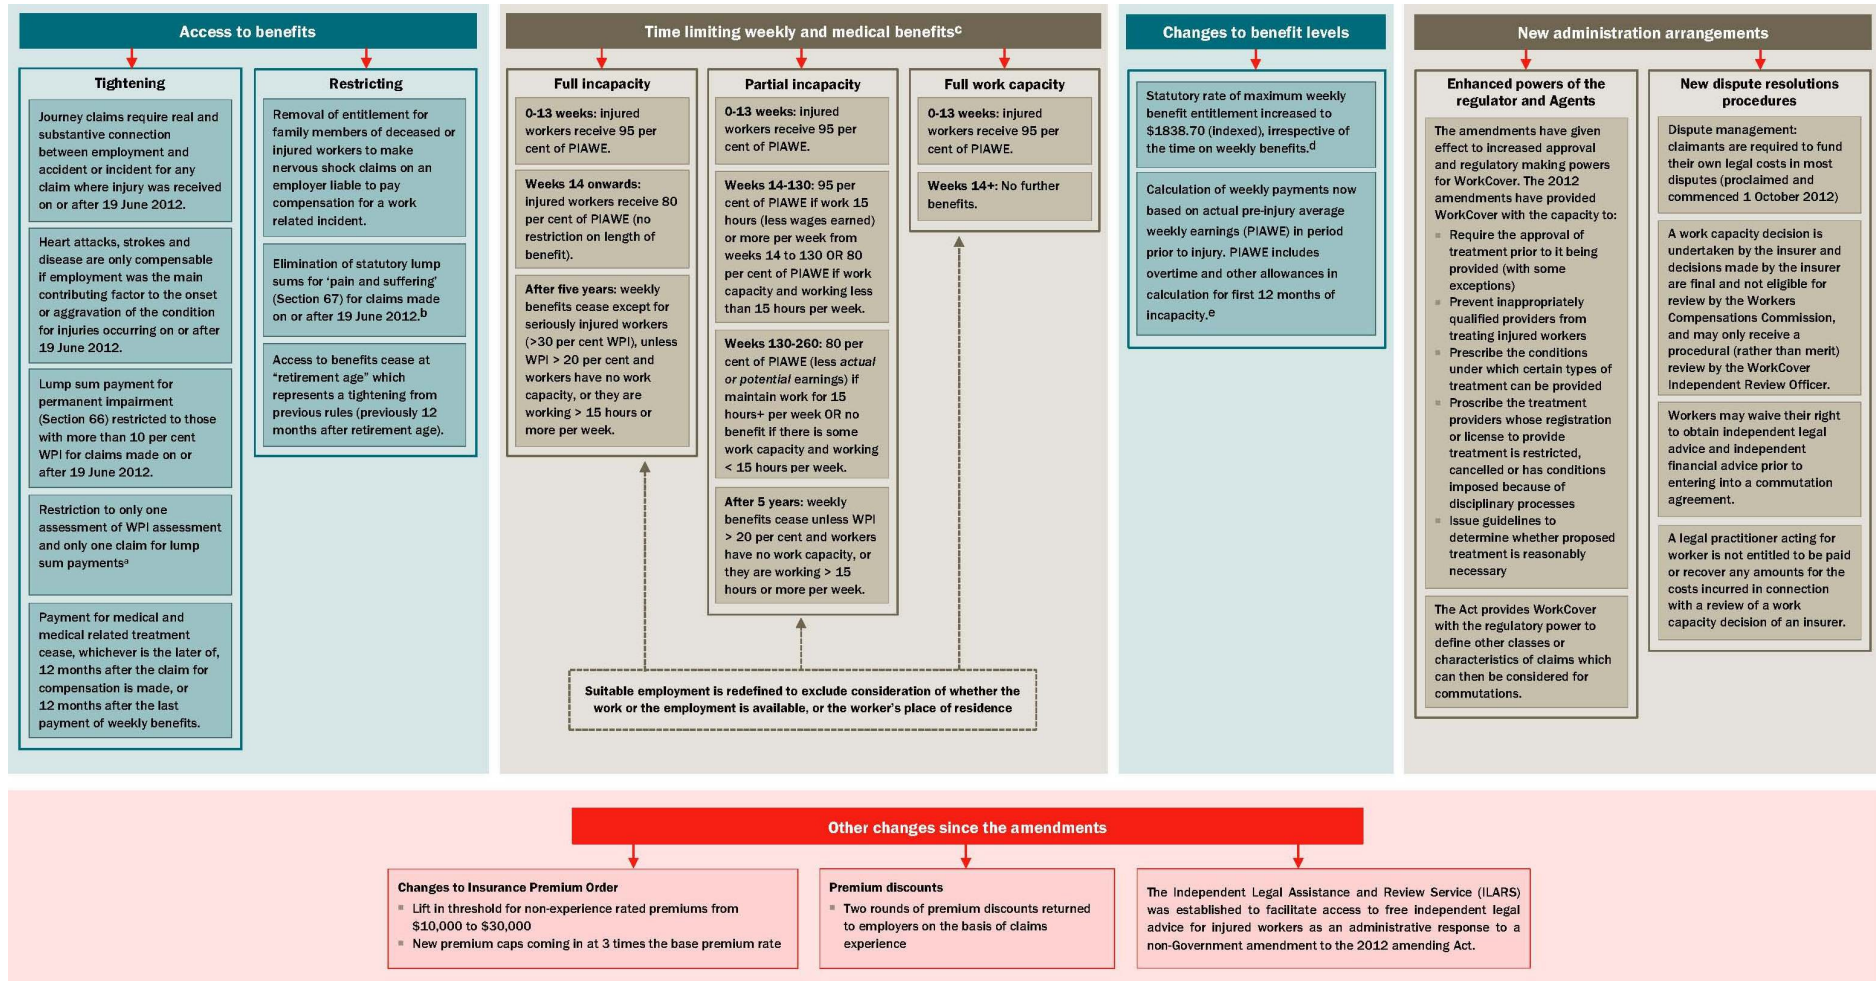 Access to benefits
Tightening
Journey claims require real and
substantive connection
between employment and
accident or incident for any
claim where injury was received
on or after 19 June 2012.
Heart attacks, strokes and
disease are only compensable
if employment was the main
contributing factor to the onset
or aggravation of the condition
for injuries occurring on or after
19 June 2012.
Lump sum payment for
permanent impairment
(Section 66) restricted to those
with more than 10 per cent
WPI for claims made on or
after 19 June 2012.
Restriction to only one
assessment of WPI assessment
and only one claim for lump
sum paymentsᵃ
Payment for medical and
medical related treatment
cease, whichever is the later of,
12 months after the claim for
compensation is made, or
12 months after the last
payment of weekly benefits.
Restricting
Removal of entitlement for
family members of deceased or
injured workers to make
nervous shock claims on an
employer liable to pay
compensation for a work
related incident.
Elimination of statutory lump
sums for ‘pain and suffering’
(Section 67) for claims made
on or after 19 June 2012.ᵇ
Access to benefits cease at
“retirement age” which
represents a tightening from
previous rules (previously 12
months after retirement age).
Time limiting weekly and medical benefitsᶜ
Full incapacity
0-13 weeks: injured
workers receive 95 per
cent of PIAWE.
Weeks 14 onwards:
injured workers receive 80
per cent of PIAWE (no
restriction on length of
benefit).
After five years: weekly
benefits cease except for
seriously injured workers
(>30 per cent WPI), unless
WPI > 20 per cent and
workers have no work
capacity, or they are
working > 15 hours or
more per week.
Partial incapacity
0-13 weeks: injured
workers receive 95 per
cent of PIAWE.
Weeks 14-130: 95 per
cent of PIAWE if work 15
hours (less wages earned)
or more per week from
weeks 14 to 130 OR 80
per cent of PIAWE if work
capacity and working less
than 15 hours per week.
Weeks 130-260: 80 per
cent of PIAWE (less actual
or potential earnings) if
maintain work for 15
hours+ per week OR no
benefit if there is some
work capacity and working
< 15 hours per week.
After 5 years: weekly
benefits cease unless WPI
> 20 per cent and workers
have no work capacity, or
they are working > 15
hours or more per week.
Full work capacity
0-13 weeks: injured
workers receive 95 per
cent of PIAWE.
Weeks 14+: No further
benefits.
Suitable employment is redefined to exclude consideration of whether the
work or the employment is available, or the worker's place of residence
Changes to benefit levels
Statutory rate of maximum weekly
benefit entitlement increased to
$1838.70 (indexed), irrespective of
the time on weekly benefits.ᵈ
Calculation of weekly payments now
based on actual pre-injury average
weekly earnings (PIAWE) in period
prior to injury. PIAWE includes
overtime and other allowances in
calculation for first 12 months of
incapacity.ᵉ
New administration arrangements
Enhanced powers of the
regulator and Agents
The amendments have given
effect to increased approval
and regulatory making powers
for WorkCover. The 2012
amendments have provided
WorkCover with the capacity to:
▪ Require the approval of
treatment prior to it being
provided (with some
exceptions)
▪ Prevent inappropriately
qualified providers from
treating injured workers
▪ Prescribe the conditions
under which certain types of
treatment can be provided
▪ Proscribe the treatment
providers whose registration
or license to provide
treatment is restricted,
cancelled or has conditions
imposed because of
disciplinary processes
▪ Issue guidelines to
determine whether proposed
treatment is reasonably
necessary
The Act provides WorkCover
with the regulatory power to
define other classes or
characteristics of claims which
can then be considered for
commutations.
New dispute resolutions
procedures
Dispute management:
claimants are required to fund
their own legal costs in most
disputes (proclaimed and
commenced 1 October 2012)
A work capacity decision is
undertaken by the insurer and
decisions made by the insurer
are final and not eligible for
review by the Workers
Compensations Commission,
and may only receive a
procedural (rather than merit)
review by the WorkCover
Independent Review Officer.
Workers may waive their right
to obtain independent legal
advice and independent
financial advice prior to
entering into a commutation
agreement.
A legal practitioner acting for
worker is not entitled to be paid
or recover any amounts for the
costs incurred in connection
with a review of a work
capacity decision of an insurer.
Other changes since the amendments
Changes to Insurance Premium Order
▪ Lift in threshold for non-experience rated premiums from
$10,000 to $30,000
▪ New premium caps coming in at 3 times the base premium rate
Premium discounts
▪ Two rounds of premium discounts returned
to employers on the basis of claims
experience
The Independent Legal Assistance and Review Service (ILARS)
was established to facilitate access to free independent legal
advice for injured workers as an administrative response to a
non-Government amendment to the 2012 amending Act.